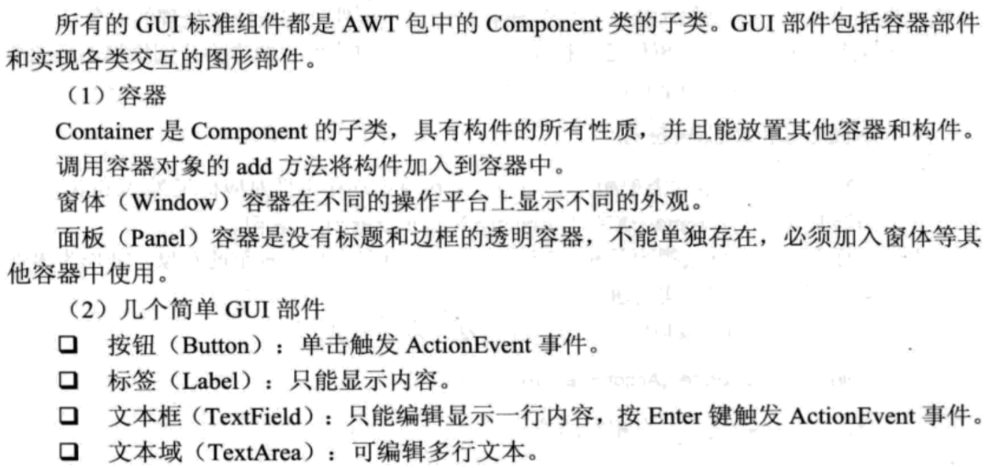 所有的 GUI 标准组件都是 AWT 包中的 Component 类的子类。GUI 部件包括容器部件
和实现各类交互的图形部件。
（1）容器
Container 是 Component 的子类，具有构件的所有性质，并且能放置其他容器和构件。
调用容器对象的 add 方法将构件加入到容器中。
窗体（Window）容器在不同的操作平台上显示不同的外观。
面板（Panel）容器是没有标题和边框的透明容器，不能单独存在，必须加入窗体等其
他容器中使用。
（2）几个简单 GUI 部件
❑ 按钮（Button）：单击触发 ActionEvent 事件。
❑ 标签（Label）：只能显示内容。
❑ 文本框（TextField）：只能编辑显示一行内容，按 Enter 键触发 ActionEvent 事件。
❑ 文本域（TextArea）：可编辑多行文本。